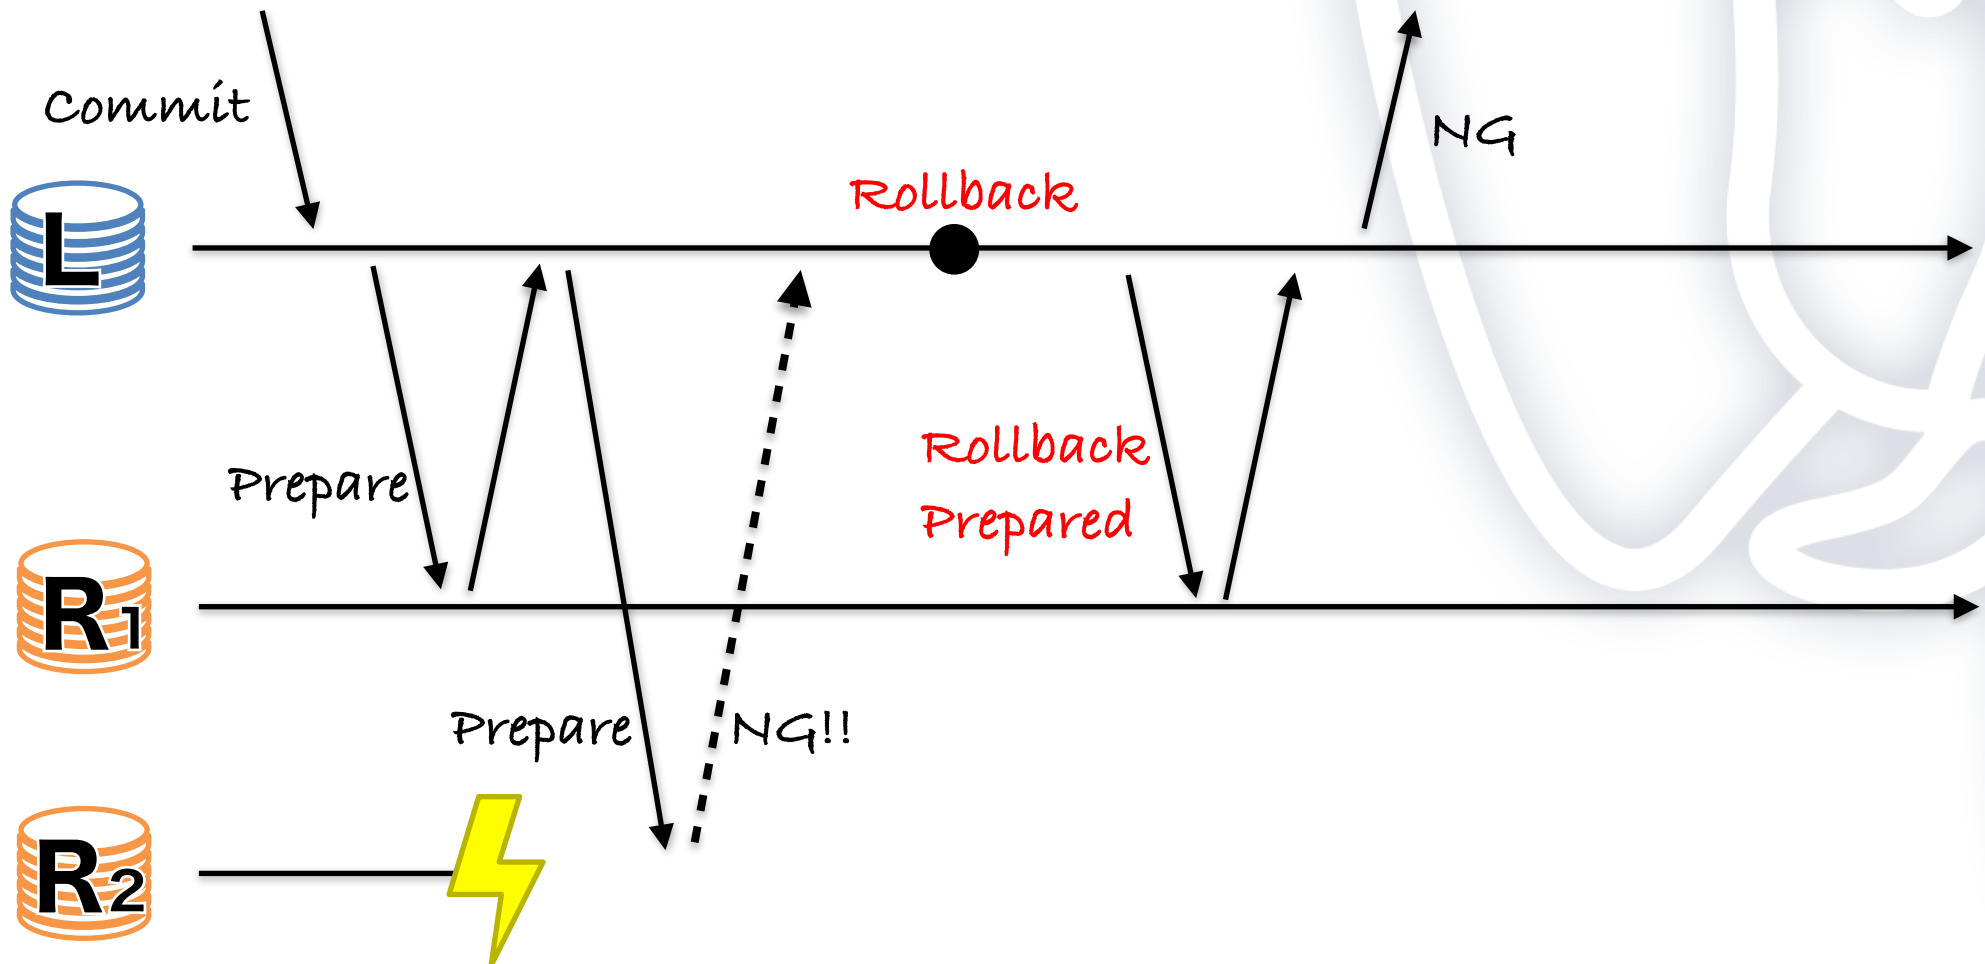 Commit
NG
L
Rollback
Prepare
Rollback
Prepared
R1
Prepare
NG!!
R2